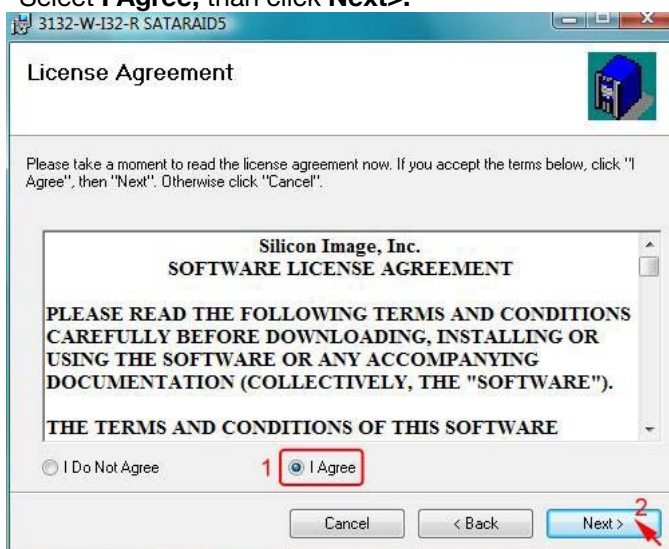 Select I Agree, than click Next>.
3132-W-I32-R SATARAID5
License Agreement
Please take a moment to read the license agreement now. If you accept the terms below, click "I
Agree", then "Next". Otherwise click "Cancel".
Silicon Image, Inc.
SOFTWARE LICENSE AGREEMENT
PLEASE READ THE FOLLOWING TERMS AND CONDITIONS
CAREFULLY BEFORE DOWNLOADING, INSTALLING OR
USING THE SOFTWARE OR ANY ACCOMPANYING
DOCUMENTATION (COLLECTIVELY, THE "SOFTWARE").
THE TERMS AND CONDITIONS OF THIS SOFTWARE
I Do Not Agree 1 I Agree
Cancel < Back Next > 2